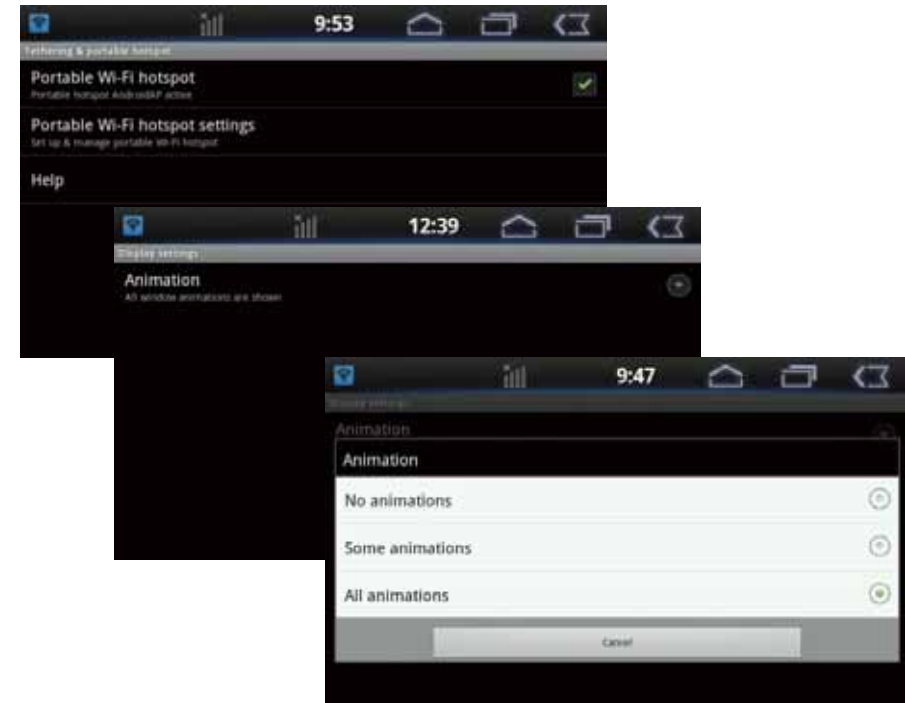 9:53
Tethering & portable hotspot
Portable Wi-Fi hotspot
Portable hotspot AndroidAP active
Portable Wi-Fi hotspot settings
Set up & manage portable Wi-Fi hotspot
Help
12:39
Display settings
Animation
All window animations are shown
9:47
Display settings
Animation
Animation
No animations
Some animations
All animations
Cancel